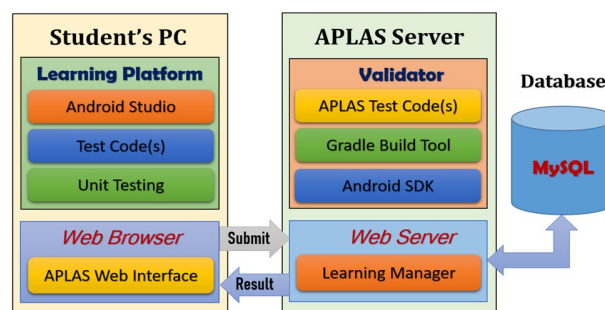 Student's PC
Learning Platform
Android Studio
Test Code(s)
Unit Testing
Web Browser
APLAS Web Interface
Submit
Result
APLAS Server
Validator
APLAS Test Code(s)
Gradle Build Tool
Android SDK
Web Server
Learning Manager
Database
MySQL